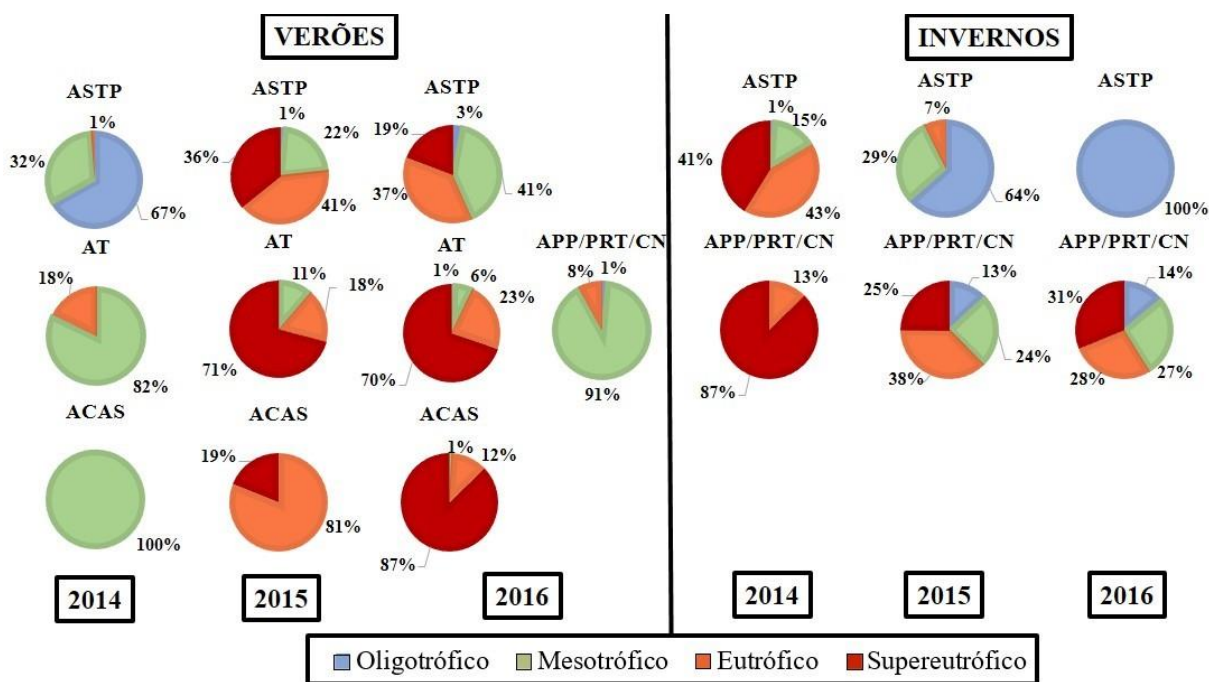 VERÕES
INVERNOS
ASTP
1%
32%
67%
ASTP
1%
22%
36%
41%
ASTP
3%
19%
37%
41%
ASTP
1%
15%
41%
43%
ASTP
7%
29%
64%
ASTP
100%
AT
18%
82%
AT
11%
18%
71%
AT
1%
6%
23%
70%
APP/PRT/CN
8%
1%
91%
APP/PRT/CN
13%
87%
APP/PRT/CN
13%
25%
24%
38%
APP/PRT/CN
14%
31%
28%
27%
ACAS
100%
ACAS
19%
81%
ACAS
1%
12%
87%
2014
2015
2016
2014
2015
2016
Oligotrófico Mesotrófico Eutrófico Supereutrófico